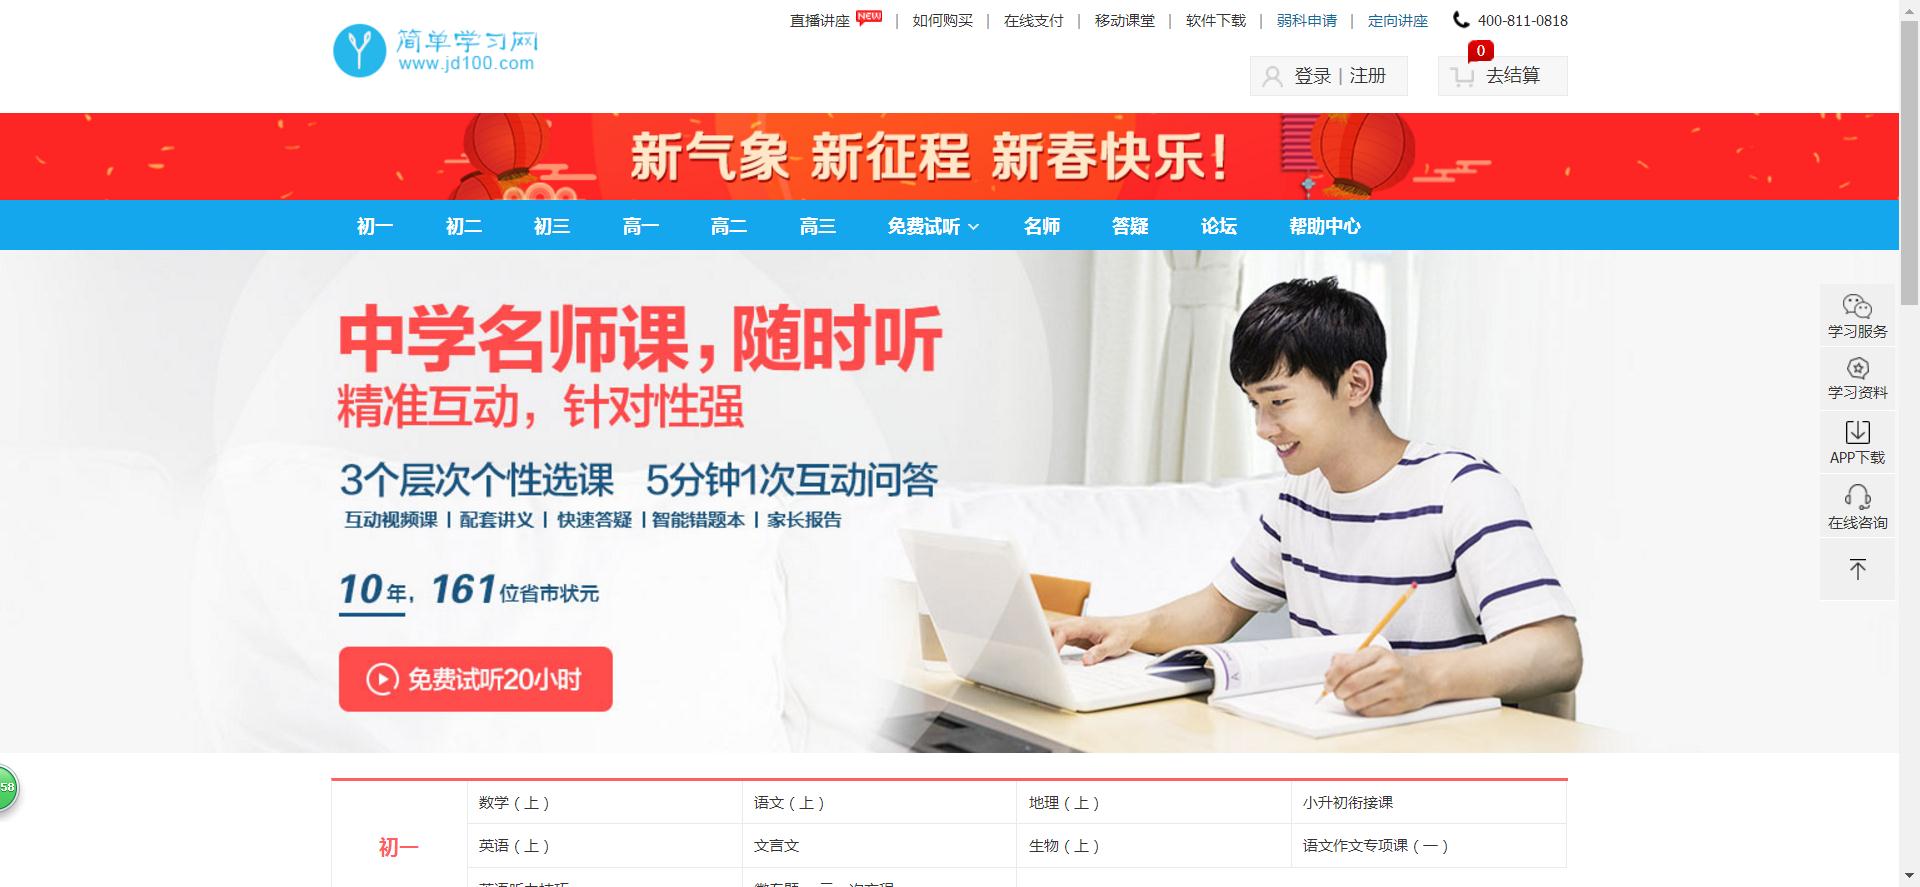 简单学习网
www.jd100.com
直播讲座 NEW | 如何购买 | 在线支付 | 移动课堂 | 软件下载 | 弱科申请 | 定向讲座 400-811-0818
登录 | 注册
0
去结算
新气象 新征程 新春快乐!
初一 初二 初三 高一 高二 高三 免费试听 名师 答疑 论坛 帮助中心
中学名师课,随时听
精准互动,针对性强
3个层次个性选课 5分钟1次互动问答
互动视频课 | 配套讲义 | 快速答疑 | 智能错题本 | 家长报告
10年,161位省市状元
免费试听20小时
学习服务
学习资料
APP下载
在线咨询
58
初一
数学(上) 语文(上) 地理(上) 小升初衔接课
英语(上) 文言文 生物(上) 语文作文专项课(一)